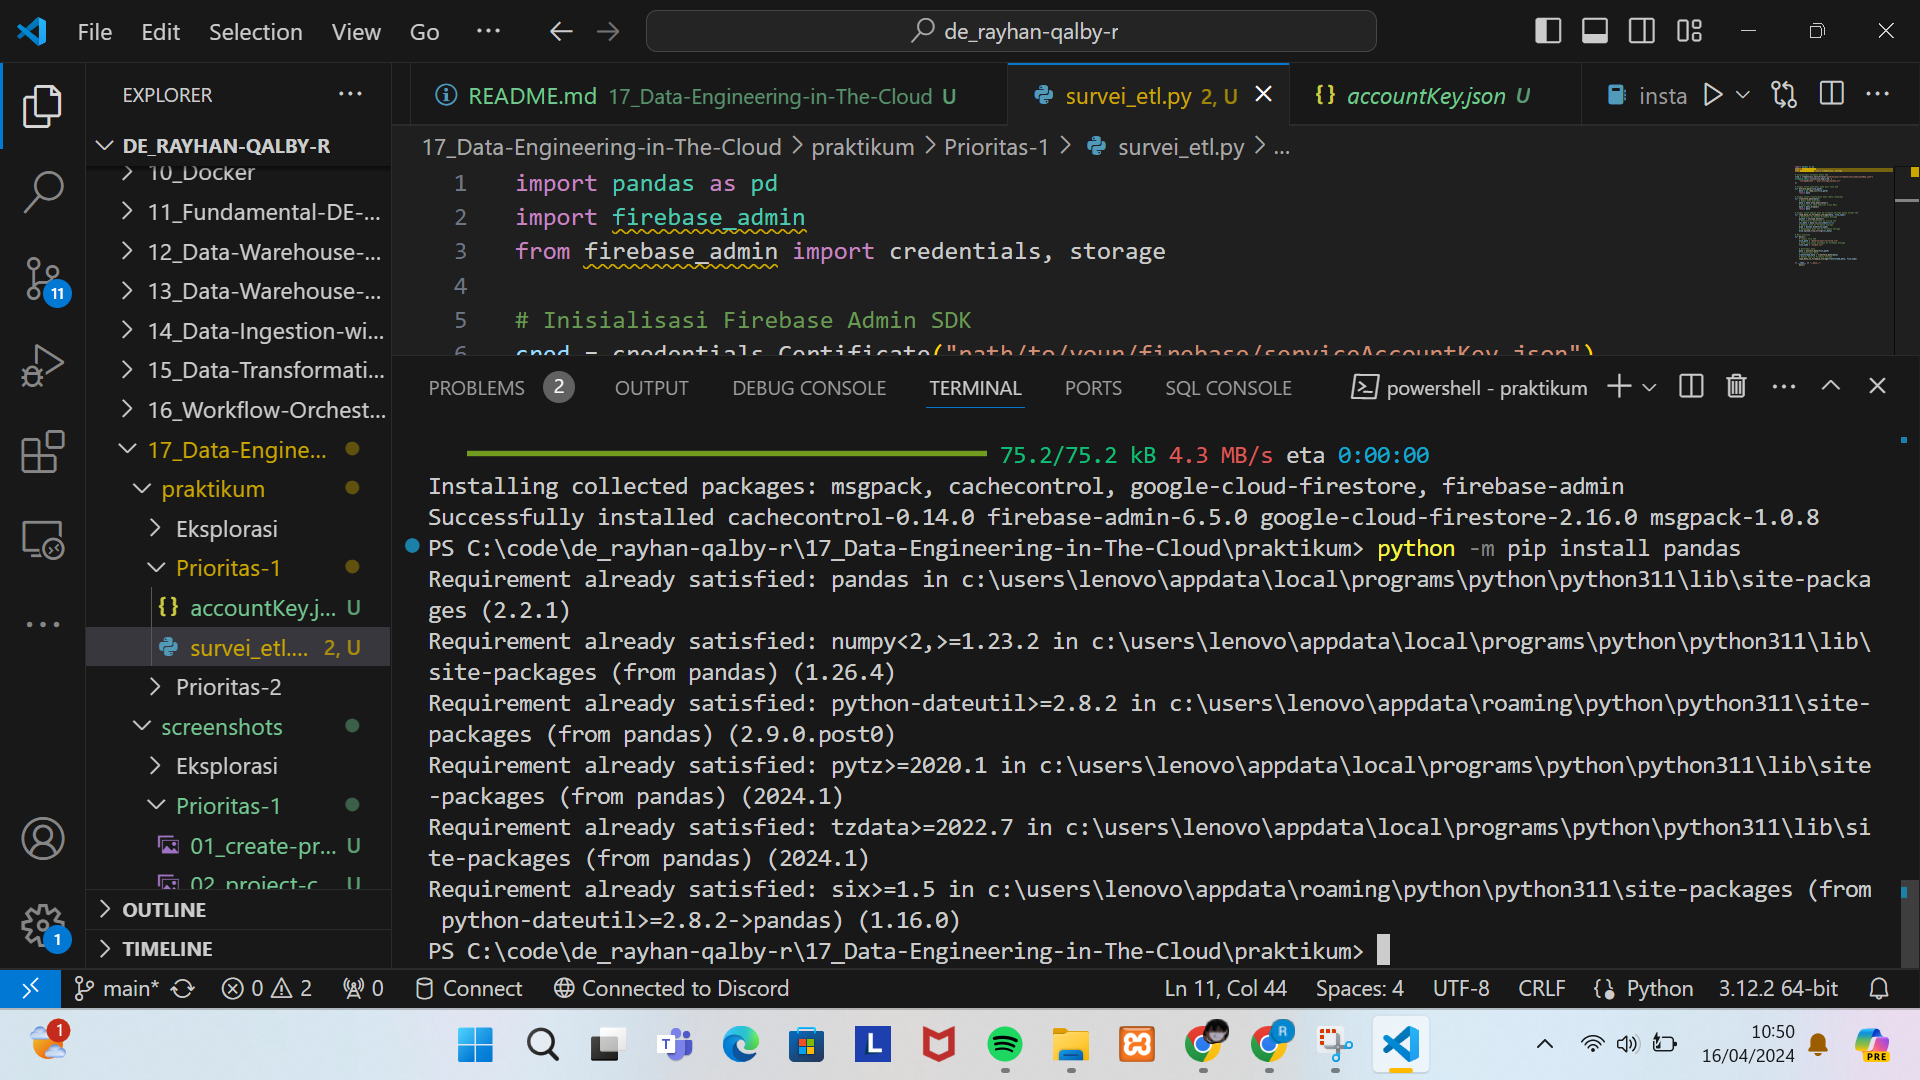 File Edit Selection View Go ··· de_rayhan-qalby-r
EXPLORER ···
README.md 17_Data-Engineering-in-The-Cloud U
survei_etl.py 2, U
{} accountKey.json U
insta
DE_RAYHAN-QALBY-R
10_Docker
11_Fundamental-DE-...
12_Data-Warehouse-...
13_Data-Warehouse-...
14_Data-Ingestion-wi...
15_Data-Transformati...
16_Workflow-Orchest...
17_Data-Engine...
praktikum
Eksplorasi
Prioritas-1
{} accountKey.j... U
survei_etl.... 2, U
Prioritas-2
screenshots
Eksplorasi
Prioritas-1
01_create-pr... U
02_project-c... U
OUTLINE
TIMELINE
11
1
17_Data-Engineering-in-The-Cloud > praktikum > Prioritas-1 > survei_etl.py > ...
1 import pandas as pd
2 import firebase_admin
3 from firebase_admin import credentials, storage
4
5 # Inisialisasi Firebase Admin SDK
6 cred = credentials.Certificate("path/to/your/firebase/serviceAccountKey.json")
PROBLEMS 2 OUTPUT DEBUG CONSOLE TERMINAL PORTS SQL CONSOLE powershell - praktikum
75.2/75.2 kB 4.3 MB/s eta 0:00:00
Installing collected packages: msgpack, cachecontrol, google-cloud-firestore, firebase-admin
Successfully installed cachecontrol-0.14.0 firebase-admin-6.5.0 google-cloud-firestore-2.16.0 msgpack-1.0.8
PS C:\code\de_rayhan-qalby-r\17_Data-Engineering-in-The-Cloud\praktikum> python -m pip install pandas
Requirement already satisfied: pandas in c:\users\lenovo\appdata\local\programs\python\python311\lib\site-packa
ges (2.2.1)
Requirement already satisfied: numpy<2,>=1.23.2 in c:\users\lenovo\appdata\local\programs\python\python311\lib\
site-packages (from pandas) (1.26.4)
Requirement already satisfied: python-dateutil>=2.8.2 in c:\users\lenovo\appdata\roaming\python\python311\site-
packages (from pandas) (2.9.0.post0)
Requirement already satisfied: pytz>=2020.1 in c:\users\lenovo\appdata\local\programs\python\python311\lib\site
-packages (from pandas) (2024.1)
Requirement already satisfied: tzdata>=2022.7 in c:\users\lenovo\appdata\local\programs\python\python311\lib\si
te-packages (from pandas) (2024.1)
Requirement already satisfied: six>=1.5 in c:\users\lenovo\appdata\roaming\python\python311\site-packages (from
python-dateutil>=2.8.2->pandas) (1.16.0)
PS C:\code\de_rayhan-qalby-r\17_Data-Engineering-in-The-Cloud\praktikum>
main* 0 2 0 Connect Connected to Discord Ln 11, Col 44 Spaces: 4 UTF-8 CRLF Python 3.12.2 64-bit
1 T L R 10:50
16/04/2024 PRE